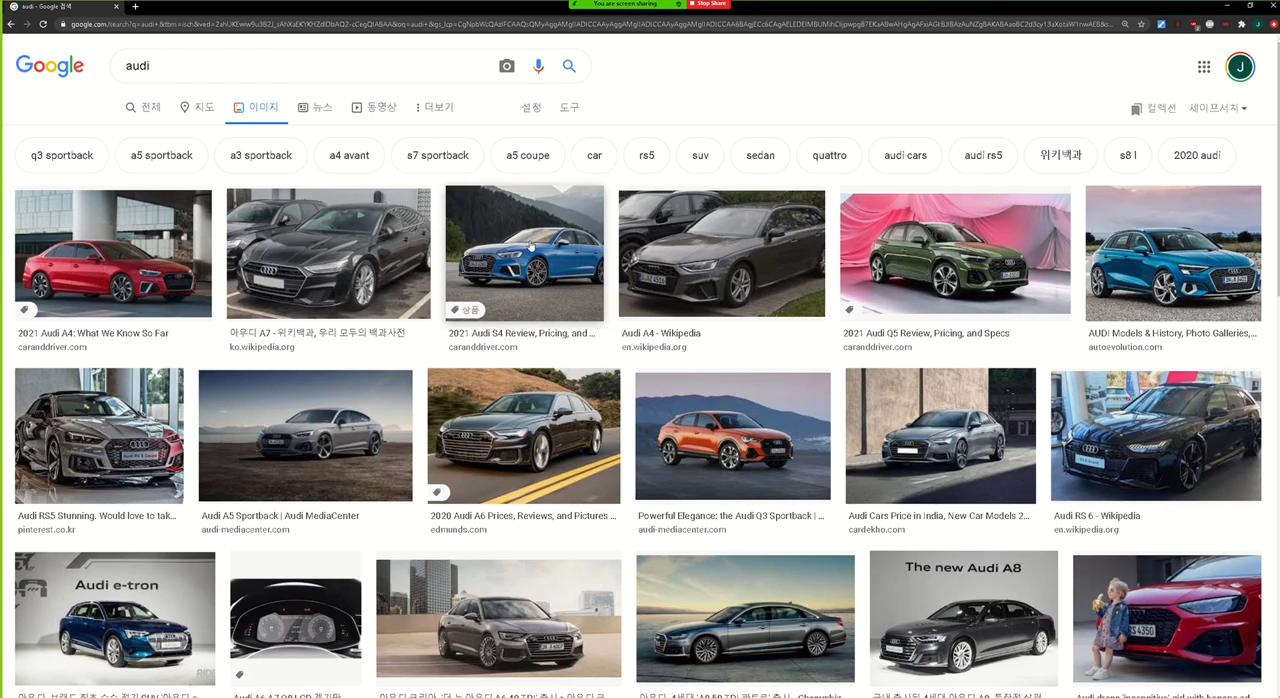 audi - Google 검색
You are screen sharing
Stop Share
Google
audi
J
전체
지도
이미지
뉴스
동영상
더보기
설정
도구
컬렉션
세이프서치
q3 sportback
a5 sportback
a3 sportback
a4 avant
s7 sportback
a5 coupe
car
rs5
suv
sedan
quattro
audi cars
audi rs5
위키백과
s8 l
2020 audi
상품
2021 Audi A4: What We Know So Far
caranddriver.com
아우디 A7 - 위키백과, 우리 모두의 백과사전
ko.wikipedia.org
2021 Audi S4 Review, Pricing, and ...
caranddriver.com
Audi A4 - Wikipedia
en.wikipedia.org
2021 Audi Q5 Review, Pricing, and Specs
caranddriver.com
AUDI Models & History, Photo Galleries,...
autoevolution.com
Audi RS5 Stunning. Would love to tak...
pinterest.co.kr
Audi A5 Sportback | Audi MediaCenter
audi-mediacenter.com
2020 Audi A6 Prices, Reviews, and Pictures ...
edmunds.com
Powerful Elegance: the Audi Q3 Sportback | ...
audi-mediacenter.com
Audi Cars Price in India, New Car Models 2...
cardekho.com
Audi RS 6 - Wikipedia
en.wikipedia.org
Audi e-tron
The new Audi A8